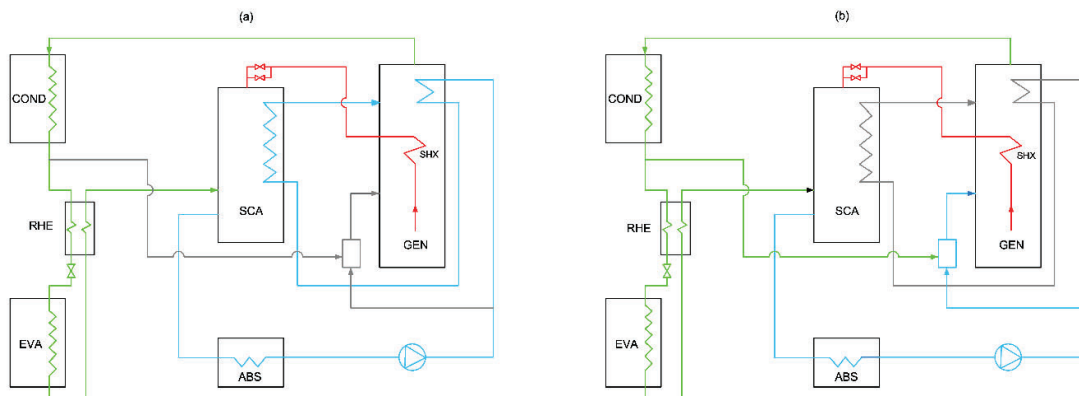 (a)
COND
SHX
SCA
RHE
GEN
EVA
ABS
(b)
COND
SHX
SCA
RHE
GEN
EVA
ABS